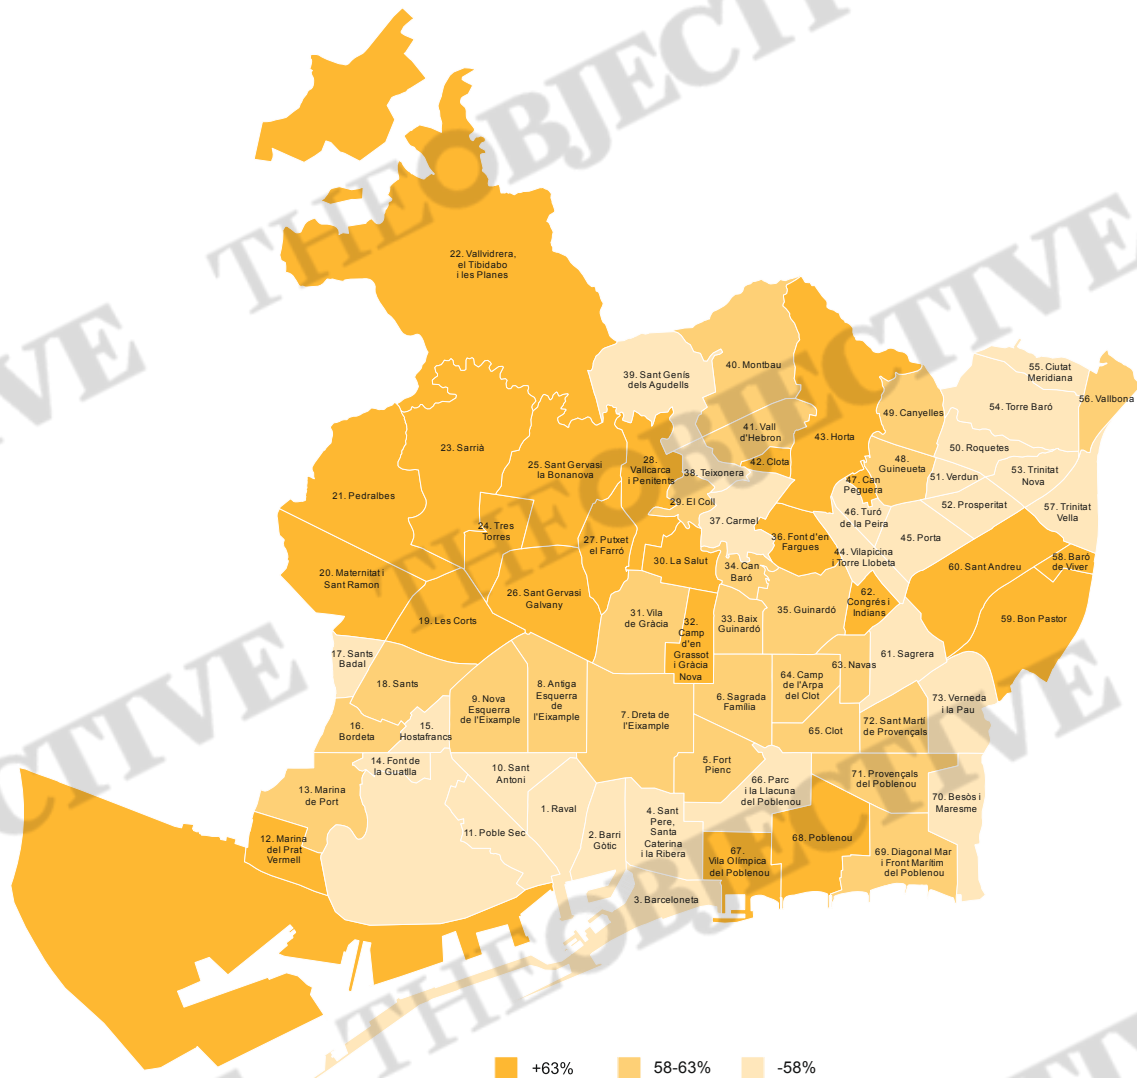 THE OBJECTIVE
22. Vallvidrera,
el Tibidabo
i les Planes
39. Sant Genís
dels Agudells
40. Montbau
55. Ciutat
Meridiana
56. Vallbona
54. Torre Baró
49. Canyelles
41. Vall
d'Hebron
43. Horta
23. Sarrià
50. Roquetes
42. Clota
28.
Vallcarca
i Penitents
25. Sant Gervasi
la Bonanova
38. Teixonera
48.
Guineueta
53. Trinitat
Nova
51. Verdun
47. Can
Peguera
21. Pedralbes
29. El Coll
52. Prosperitat
57. Trinitat
Vella
46. Turó
de la Peira
37. Carmel
24. Tres
Torres
27. Putxet
el Farró
36. Font d'en
Fargues
45. Porta
44. Vilapicina
i Torre Llobeta
30. La Salut
34. Can
Baró
58. Baró
de Viver
60. Sant Andreu
20. Maternitat i
Sant Ramon
26. Sant Gervasi
Galvany
62.
Congrés i
Indians
31. Vila
de Gràcia
35. Guinardó
19. Les Corts
32.
Camp
d'en
Grassot
i Gràcia
Nova
33. Baix
Guinardó
59. Bon Pastor
17. Sants
Badal
61. Sagrera
63. Navas
18. Sants
64. Camp
de l'Arpa
del Clot
8. Antiga
Esquerra
de
l'Eixample
9. Nova
Esquerra
de l'Eixample
6. Sagrada
Família
73. Verneda
i la Pau
7. Dreta de
l'Eixample
16.
Bordeta
15.
Hostafrancs
65. Clot
72. Sant Martí
de Provençals
14. Font de
la Guatlla
5. Fort
Pienc
10. Sant
Antoni
66. Parc
i la Llacuna
del Poblenou
71. Provençals
del Poblenou
13. Marina
de Port
70. Besòs i
Maresme
1. Raval
4. Sant
Pere,
Santa
Caterina
i la Ribera
11. Poble Sec
2. Barri
Gòtic
12. Marina
del Prat
Vermell
68. Poblenou
67.
Vila Olímpica
del Poblenou
69. Diagonal Mar
i Front Marítim
del Poblenou
3. Barceloneta
THE OBJECTIVE
+63%
58-63%
-58%